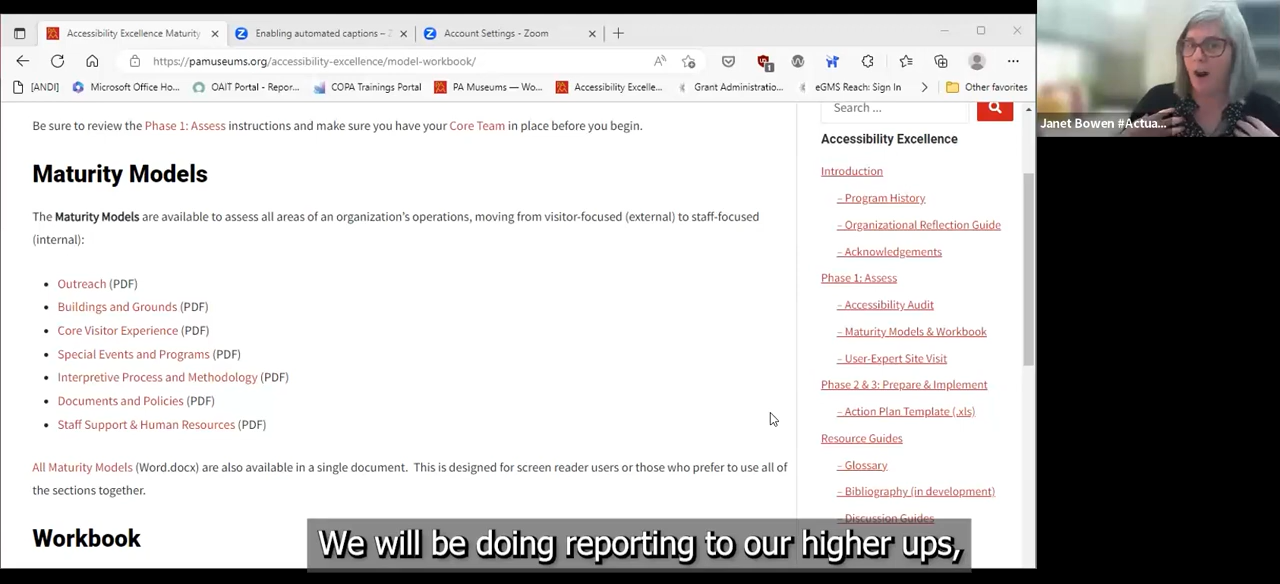 Accessibility Excellence Maturity
Enabling automated captions –
Account Settings - Zoom
https://pamuseums.org/accessibility-excellence/model-workbook/
[ANDI]
Microsoft Office Ho...
OAIT Portal - Repor...
COPA Trainings Portal
PA Museums — Wo...
Accessibility Excelle...
Grant Administratio...
eGMS Reach: Sign In
Other favorites
Janet Bowen #Actua...
Be sure to review the Phase 1: Assess instructions and make sure you have your Core Team in place before you begin.
Maturity Models
The Maturity Models are available to assess all areas of an organization's operations, moving from visitor-focused (external) to staff-focused
(internal):
Outreach (PDF)
Buildings and Grounds (PDF)
Core Visitor Experience (PDF)
Special Events and Programs (PDF)
Interpretive Process and Methodology (PDF)
Documents and Policies (PDF)
Staff Support & Human Resources (PDF)
All Maturity Models (Word.docx) are also available in a single document. This is designed for screen reader users or those who prefer to use all of
the sections together.
Workbook
Search ...
Accessibility Excellence
Introduction
– Program History
– Organizational Reflection Guide
– Acknowledgements
Phase 1: Assess
– Accessibility Audit
– Maturity Models & Workbook
– User-Expert Site Visit
Phase 2 & 3: Prepare & Implement
– Action Plan Template (.xls)
Resource Guides
– Glossary
– Bibliography (in development)
– Discussion Guides
We will be doing reporting to our higher ups,